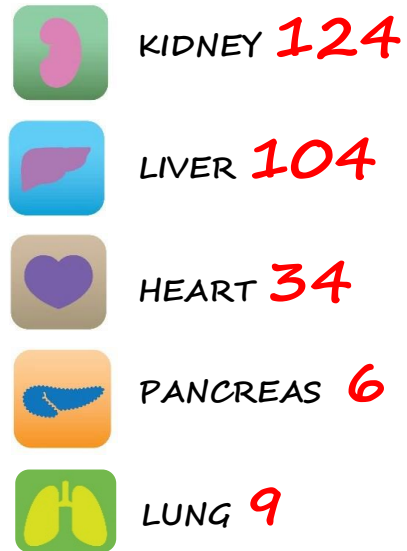 KIDNEY 124
LIVER 104
HEART 34
PANCREAS 6
LUNG 9